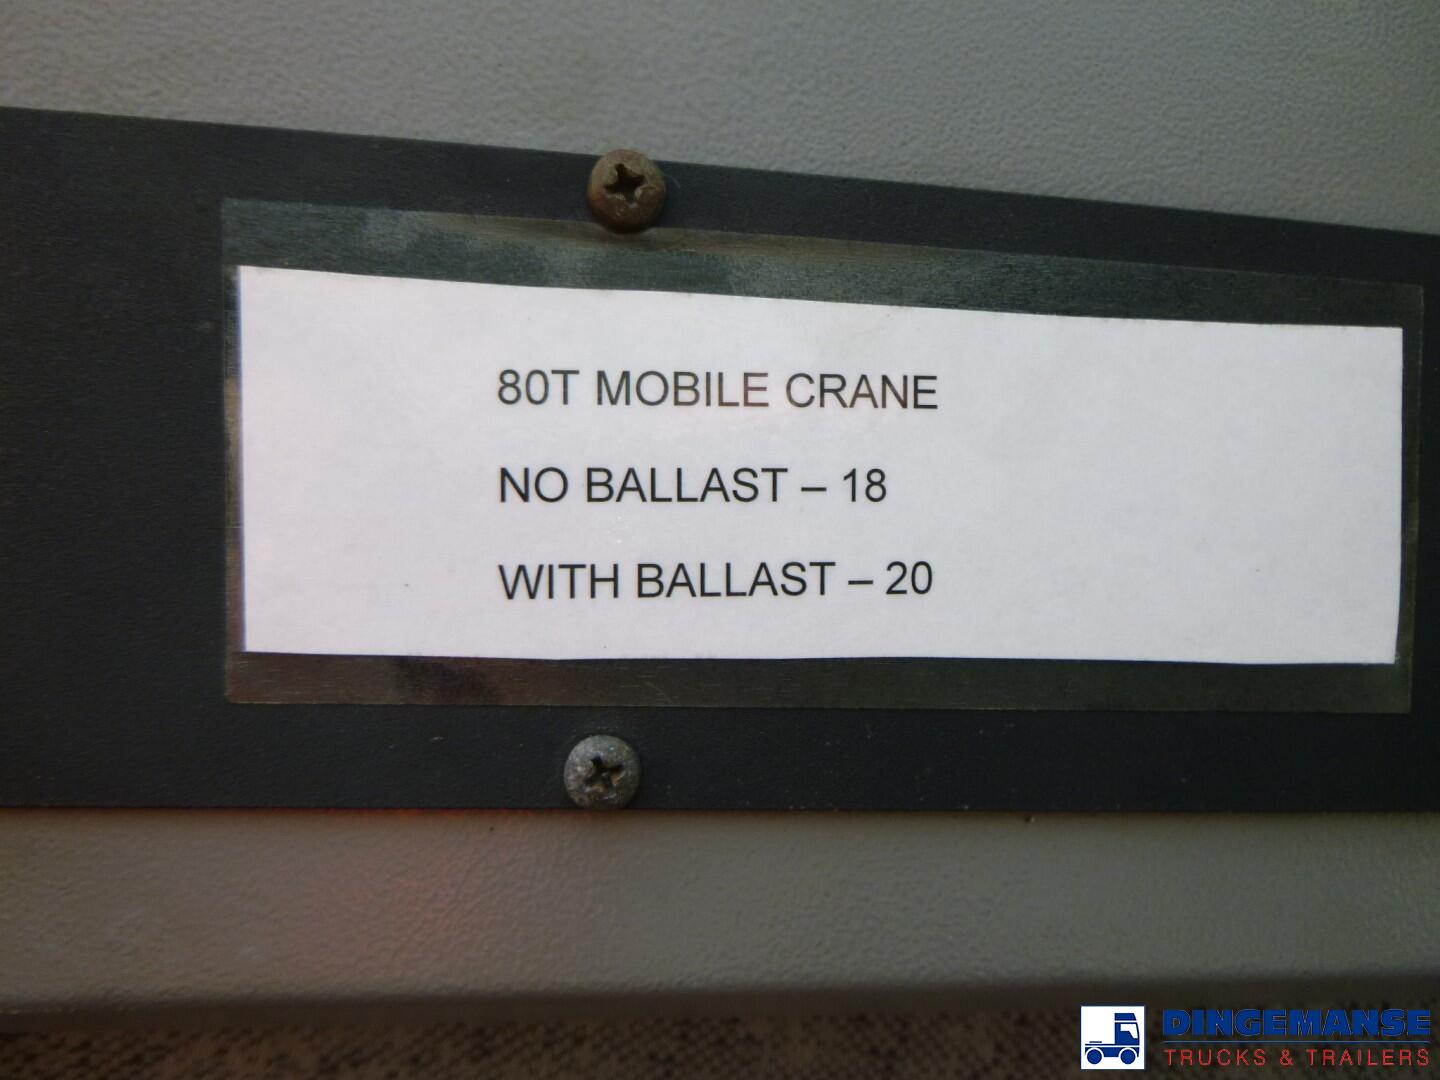 80T MOBILE CRANE
NO BALLAST – 18
WITH BALLAST – 20
DINGEMANSE
TRUCKS & TRAILERS